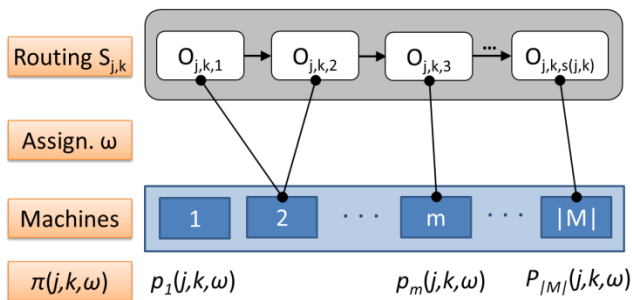 Routing S_{j,k} O_{j,k,1} O_{j,k,2} O_{j,k,3} ... O_{j,k,s(j,k)}
Assign. ω
Machines 1 2 · · · m · · · |M|
π(j,k,ω) p_1(j,k,ω) p_m(j,k,ω) P_{|M|}(j,k,ω)